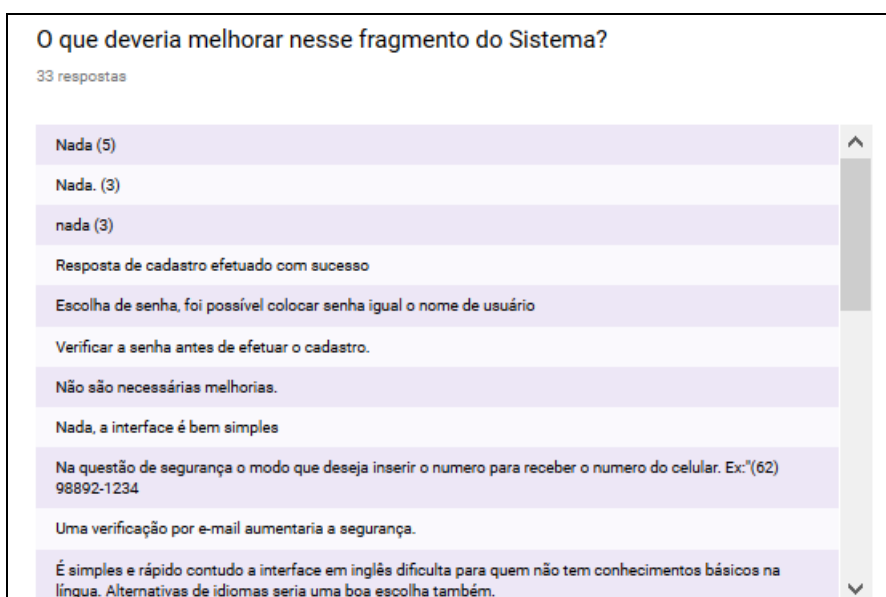 O que deveria melhorar nesse fragmento do Sistema?
33 respostas
Nada (5)
Nada. (3)
nada (3)
Resposta de cadastro efetuado com sucesso
Escolha de senha, foi possível colocar senha igual o nome de usuário
Verificar a senha antes de efetuar o cadastro.
Não são necessárias melhorias.
Nada, a interface é bem simples
Na questão de segurança o modo que deseja inserir o numero para receber o numero do celular. Ex:"(62)
98892-1234
Uma verificação por e-mail aumentaria a segurança.
É simples e rápido contudo a interface em inglês dificulta para quem não tem conhecimentos básicos na
língua. Alternativas de idiomas seria uma boa escolha também.